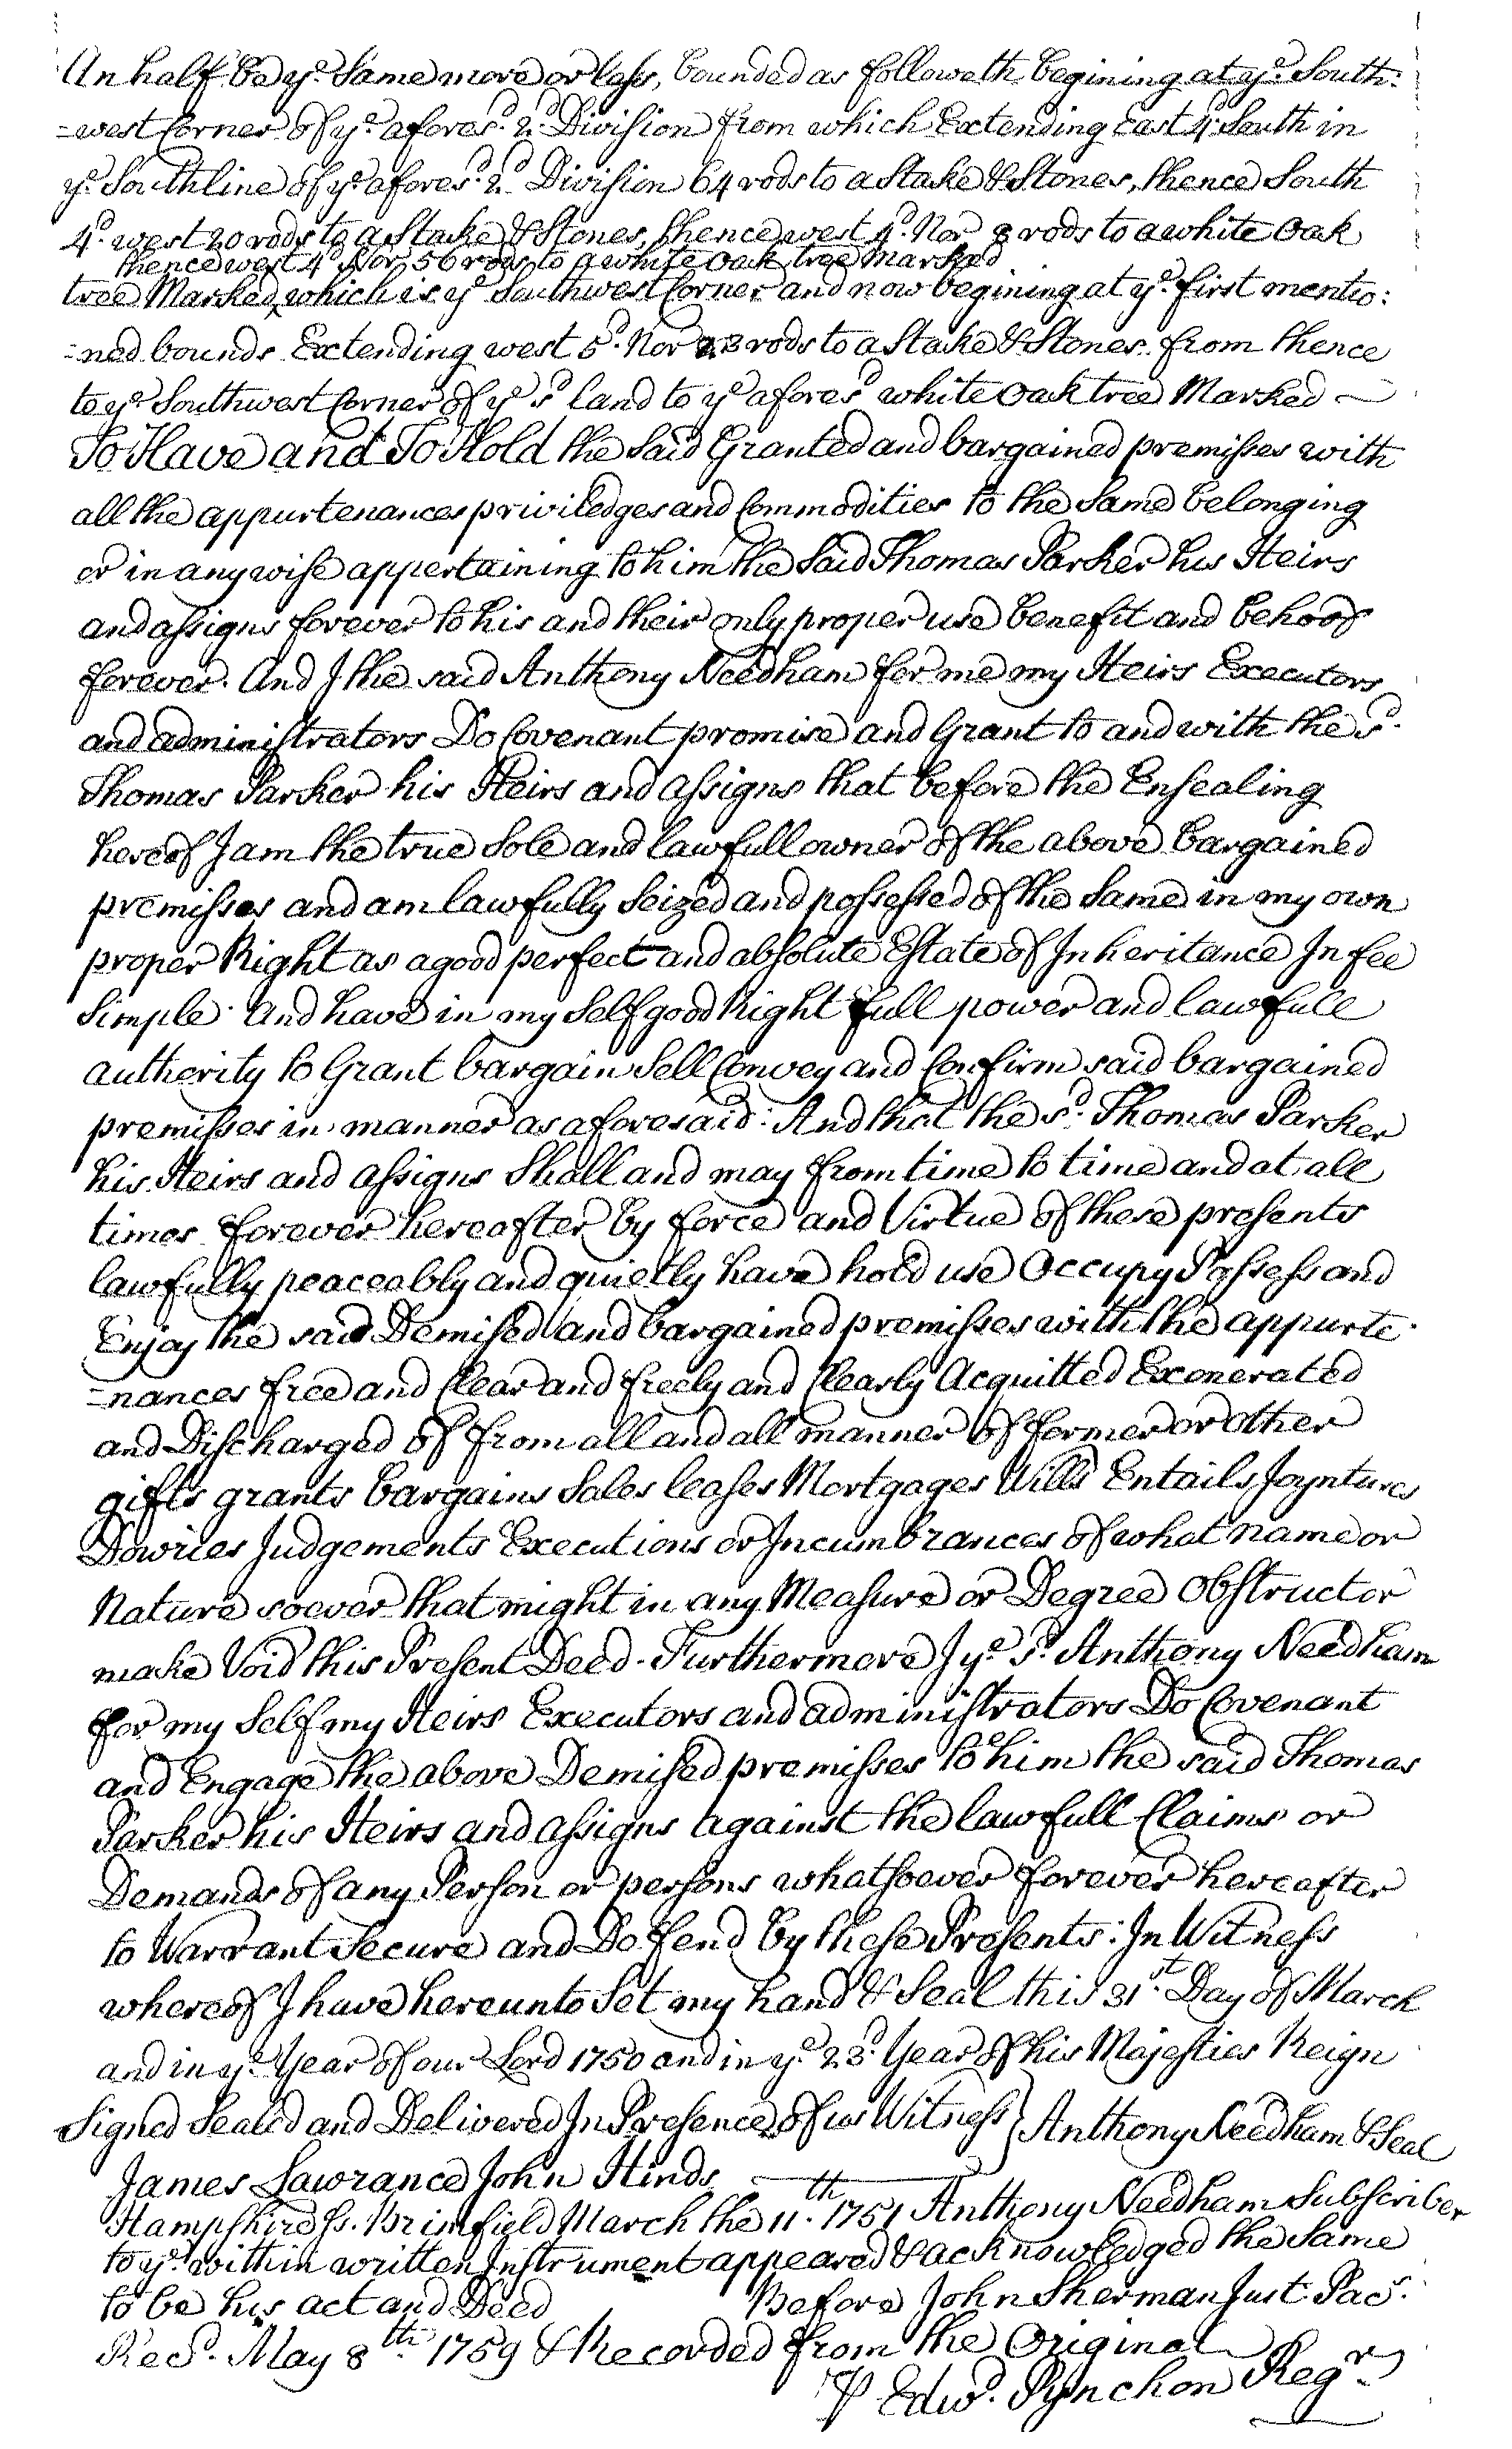 An half be ye. Same more or less, bounded as followeth begining at ye. South:
=west Corner of ye. afores.d 2.d Division from which Extending East 4.d South in
ye. South line of ye. afores.d 2.d Division 64 rods to a Stake & Stones, thence South
4.d west 20 rods to a Stake & Stones, thence west 4.d Nor 8 rods to a white Oak
thence west 4d Nor 56 rods to a white oak tree marked
tree Marked, which is ye. Southwest Corner and now begining at ye. first mentio:
=ned bounds Extending west 5.d Nor 23 rods to a Stake & Stones from thence
to ye. Southwest Corner of ye sd land to ye afored white Oak tree Marked —
To Have and To Hold the Said Granted and bargained premisses with
all the appurtenances priviledges and Commodities to the Same belonging
or in any wise appertaining to him the Said Thomas Parker his Heirs
and assigns forever to his and their only proper use benefit and behoof
forever. And I the said Anthony Needham for me my Heirs Executors
and administrators Do Covenant promise and Grant to and with the sd.
Thomas Parker his Heirs and assigns that before the Ensealing
hereof I am the true Sole and lawfull owner of the above bargained
premisses and am lawfully Seized and possessed of the Same in my own
proper Right as a good perfect and absolute Estate of Inheritance In fee
Simple. And have in my Self good Right full power and lawfull
authority to Grant bargain Sell Convey and Confirm said bargained
premisses in manner as aforesaid: And that the sd. Thomas Parker
his Heirs and assigns Shall and may from time to time and at all
times forever hereafter by force and Virtue of these presents
lawfully peaceably and quietly have hold use Occupy Possess and
Enjoy the said Demised and bargained premisses with the appurte-
=nances free and Clear and freely and Clearly Acquitted Exonerated
and Discharged of from all and all manner of former or other
gifts grants bargains Sales leases Mortgages Wills Entails Joyntures
Dowries Judgements Executions or Incumbrances of what name or
Nature soever that might in any Measure or Degree Obstruct or
make Void this Present Deed. Furthermore I ye. sd. Anthony Needham
for my Self my Heirs Executors and administrators Do Covenant
and Engage the above Demised premisses to him the said Thomas
Parker his Heirs and assigns against the lawfull Claims or
Demands of any Person or persons whatsoever forever hereafter
to Warrant Secure and Defend by these Presents: In Witness
whereof I have hereunto Set my hand & Seal this 31st. Day of March
and in ye. Year of our Lord 1750 and in ye. 23.d Year of his Majesties Reign
Signed Sealed and Delivered In Presence of us Witness } Anthony Needham & Seal
James Lawrance John Hinds
Hampshire Ss. Brimfield March the 11.th 1751 Anthony Needham Subscriber
to ye. within written Instrument appeared & acknowledged the Same
to be his act and Deed Before John Sherman Just: Pacs.
Recd. May 8th. 1759 & Recorded from the Original
℘ Edwd. Pynchon Regr.